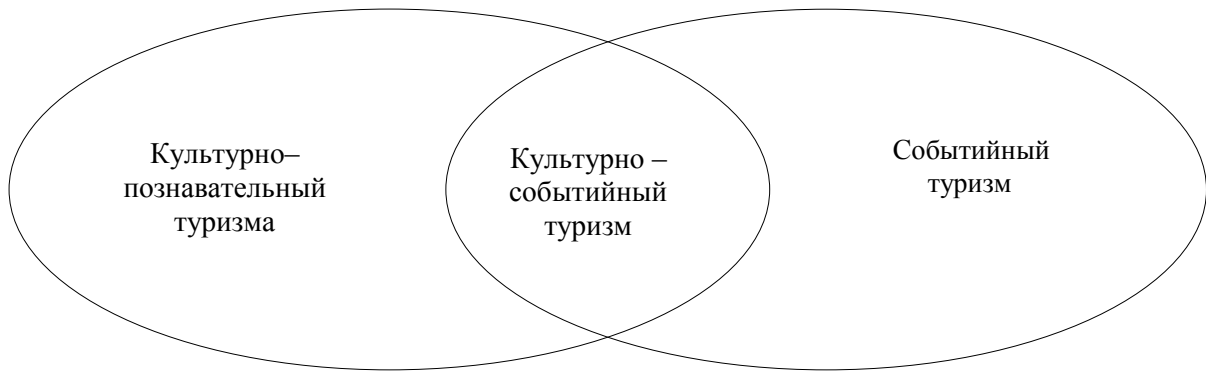 Культурно–
познавательный
туризма
Культурно –
событийный
туризм
Событийный
туризм